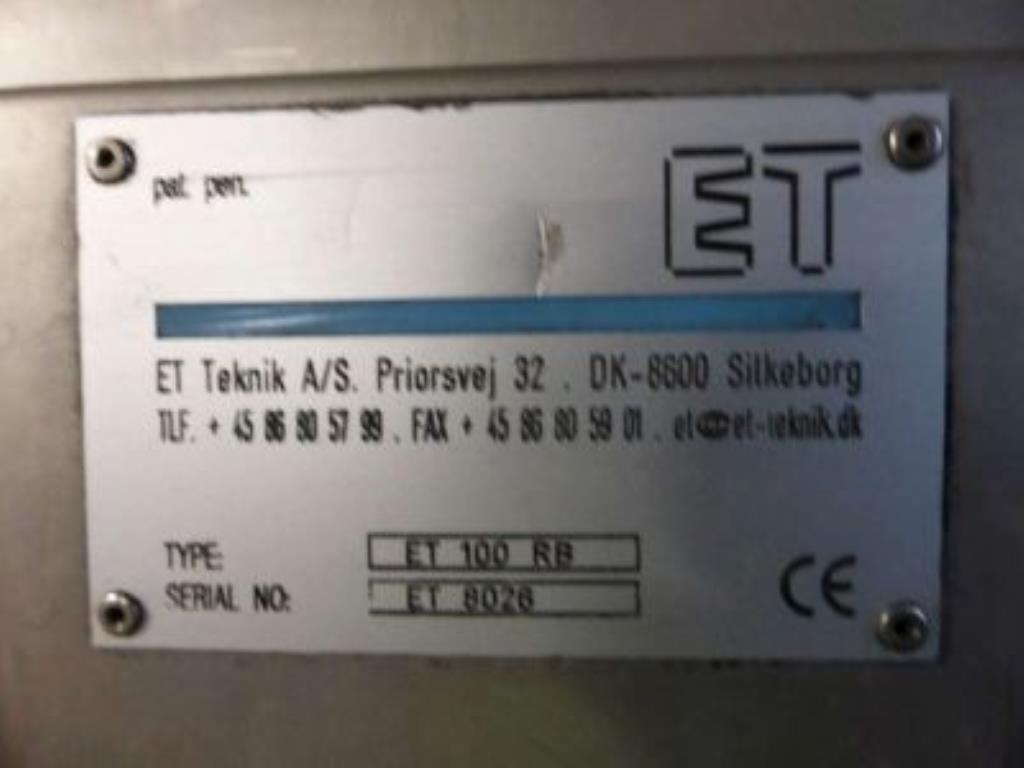 pat. pen.
ET
ET Teknik A/S. Priorsvej 32 . DK-8600 Silkeborg
TLF. + 45 86 80 57 99 . FAX + 45 86 80 59 01 . et@et-teknik.dk
TYPE: ET 100 RB
SERIAL NO: ET 8026
CE